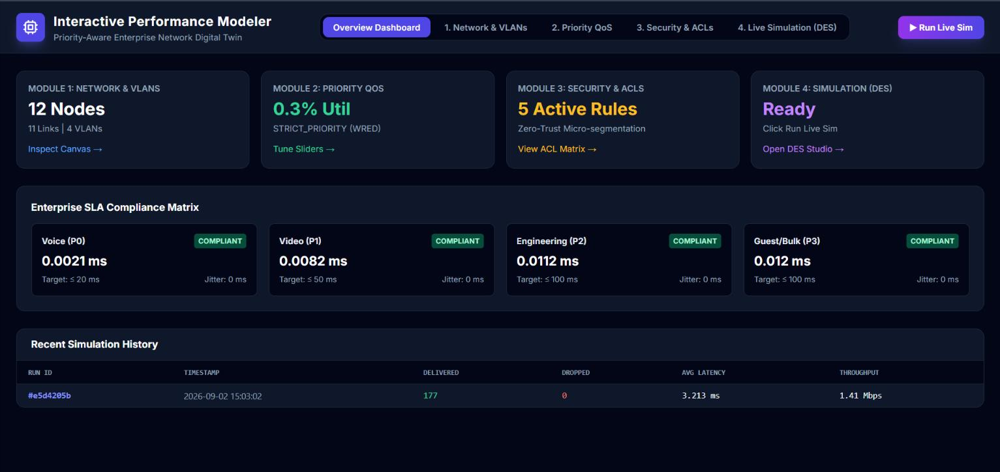 Interactive Performance Modeler
Priority-Aware Enterprise Network Digital Twin
Overview Dashboard
1. Network & VLANs
2. Priority QoS
3. Security & ACLs
4. Live Simulation (DES)
▶ Run Live Sim
MODULE 1: NETWORK & VLANS
12 Nodes
11 Links | 4 VLANs
Inspect Canvas →
MODULE 2: PRIORITY QOS
0.3% Util
STRICT_PRIORITY (WRED)
Tune Sliders →
MODULE 3: SECURITY & ACLS
5 Active Rules
Zero-Trust Micro-segmentation
View ACL Matrix →
MODULE 4: SIMULATION (DES)
Ready
Click Run Live Sim
Open DES Studio →
Enterprise SLA Compliance Matrix
Voice (P0) COMPLIANT
0.0021 ms
Target: ≤ 20 ms Jitter: 0 ms
Video (P1) COMPLIANT
0.0082 ms
Target: ≤ 50 ms Jitter: 0 ms
Engineering (P2) COMPLIANT
0.0112 ms
Target: ≤ 100 ms Jitter: 0 ms
Guest/Bulk (P3) COMPLIANT
0.012 ms
Target: ≤ 100 ms Jitter: 0 ms
Recent Simulation History
RUN ID TIMESTAMP DELIVERED DROPPED AVG LATENCY THROUGHPUT
#e5d4205b 2026-09-02 15:03:02 177 0 3.213 ms 1.41 Mbps